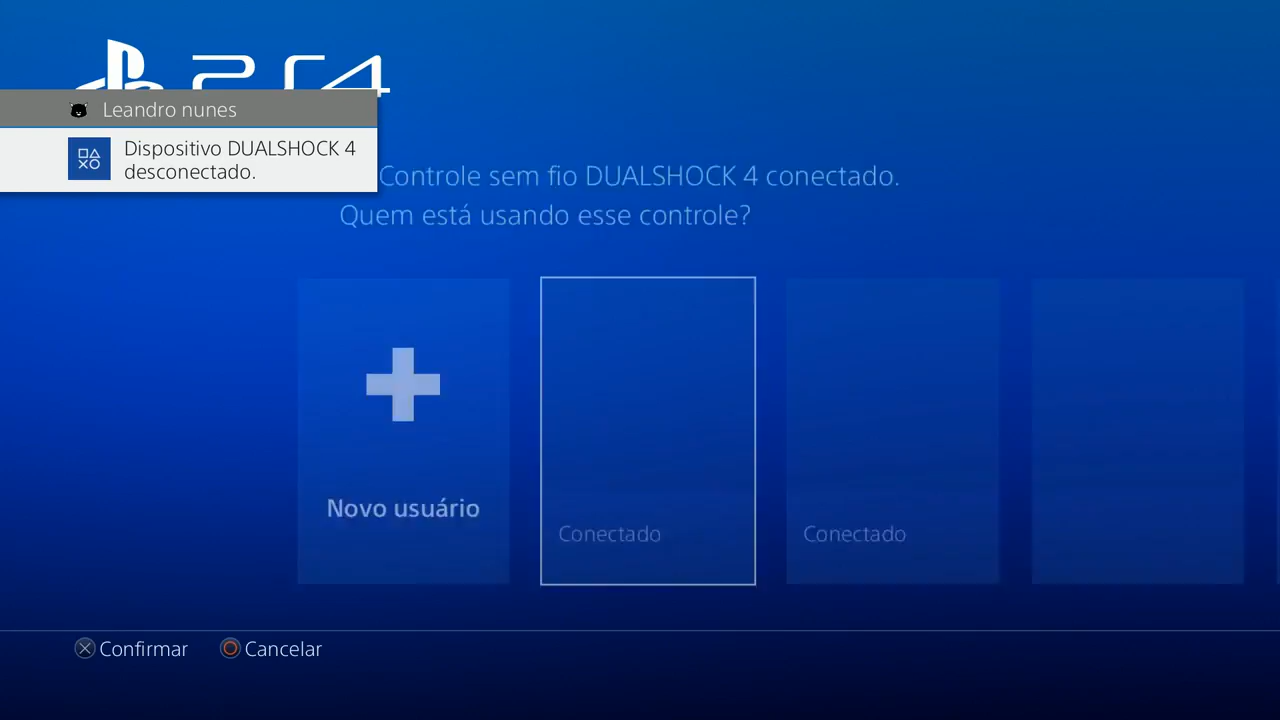 PS4
Leandro nunes
Dispositivo DUALSHOCK 4
desconectado.
Controle sem fio DUALSHOCK 4 conectado.
Quem está usando esse controle?
Novo usuário
Conectado
Conectado
Confirmar
Cancelar